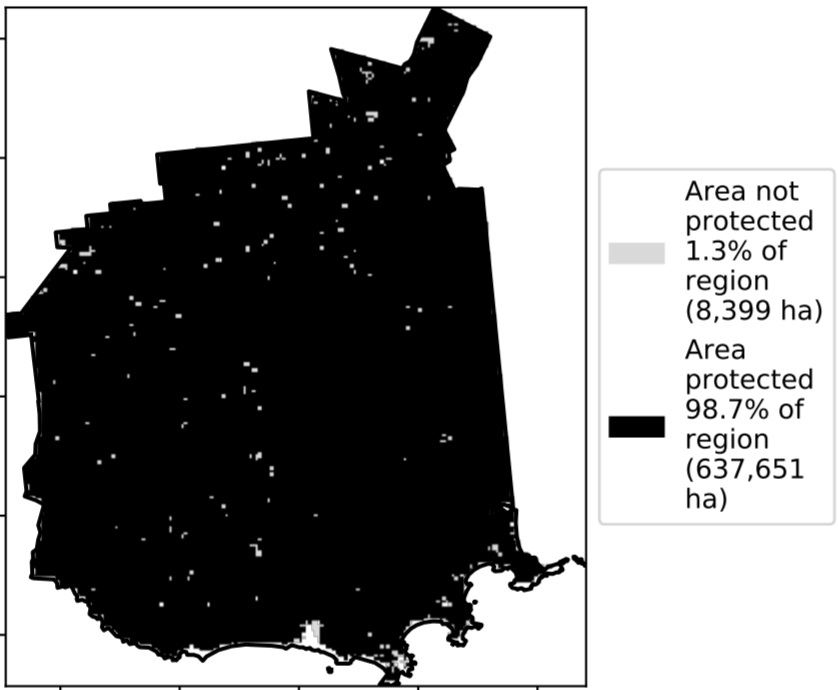 Area not
protected
1.3% of
region
(8,399 ha)
Area
protected
98.7% of
region
(637,651
ha)